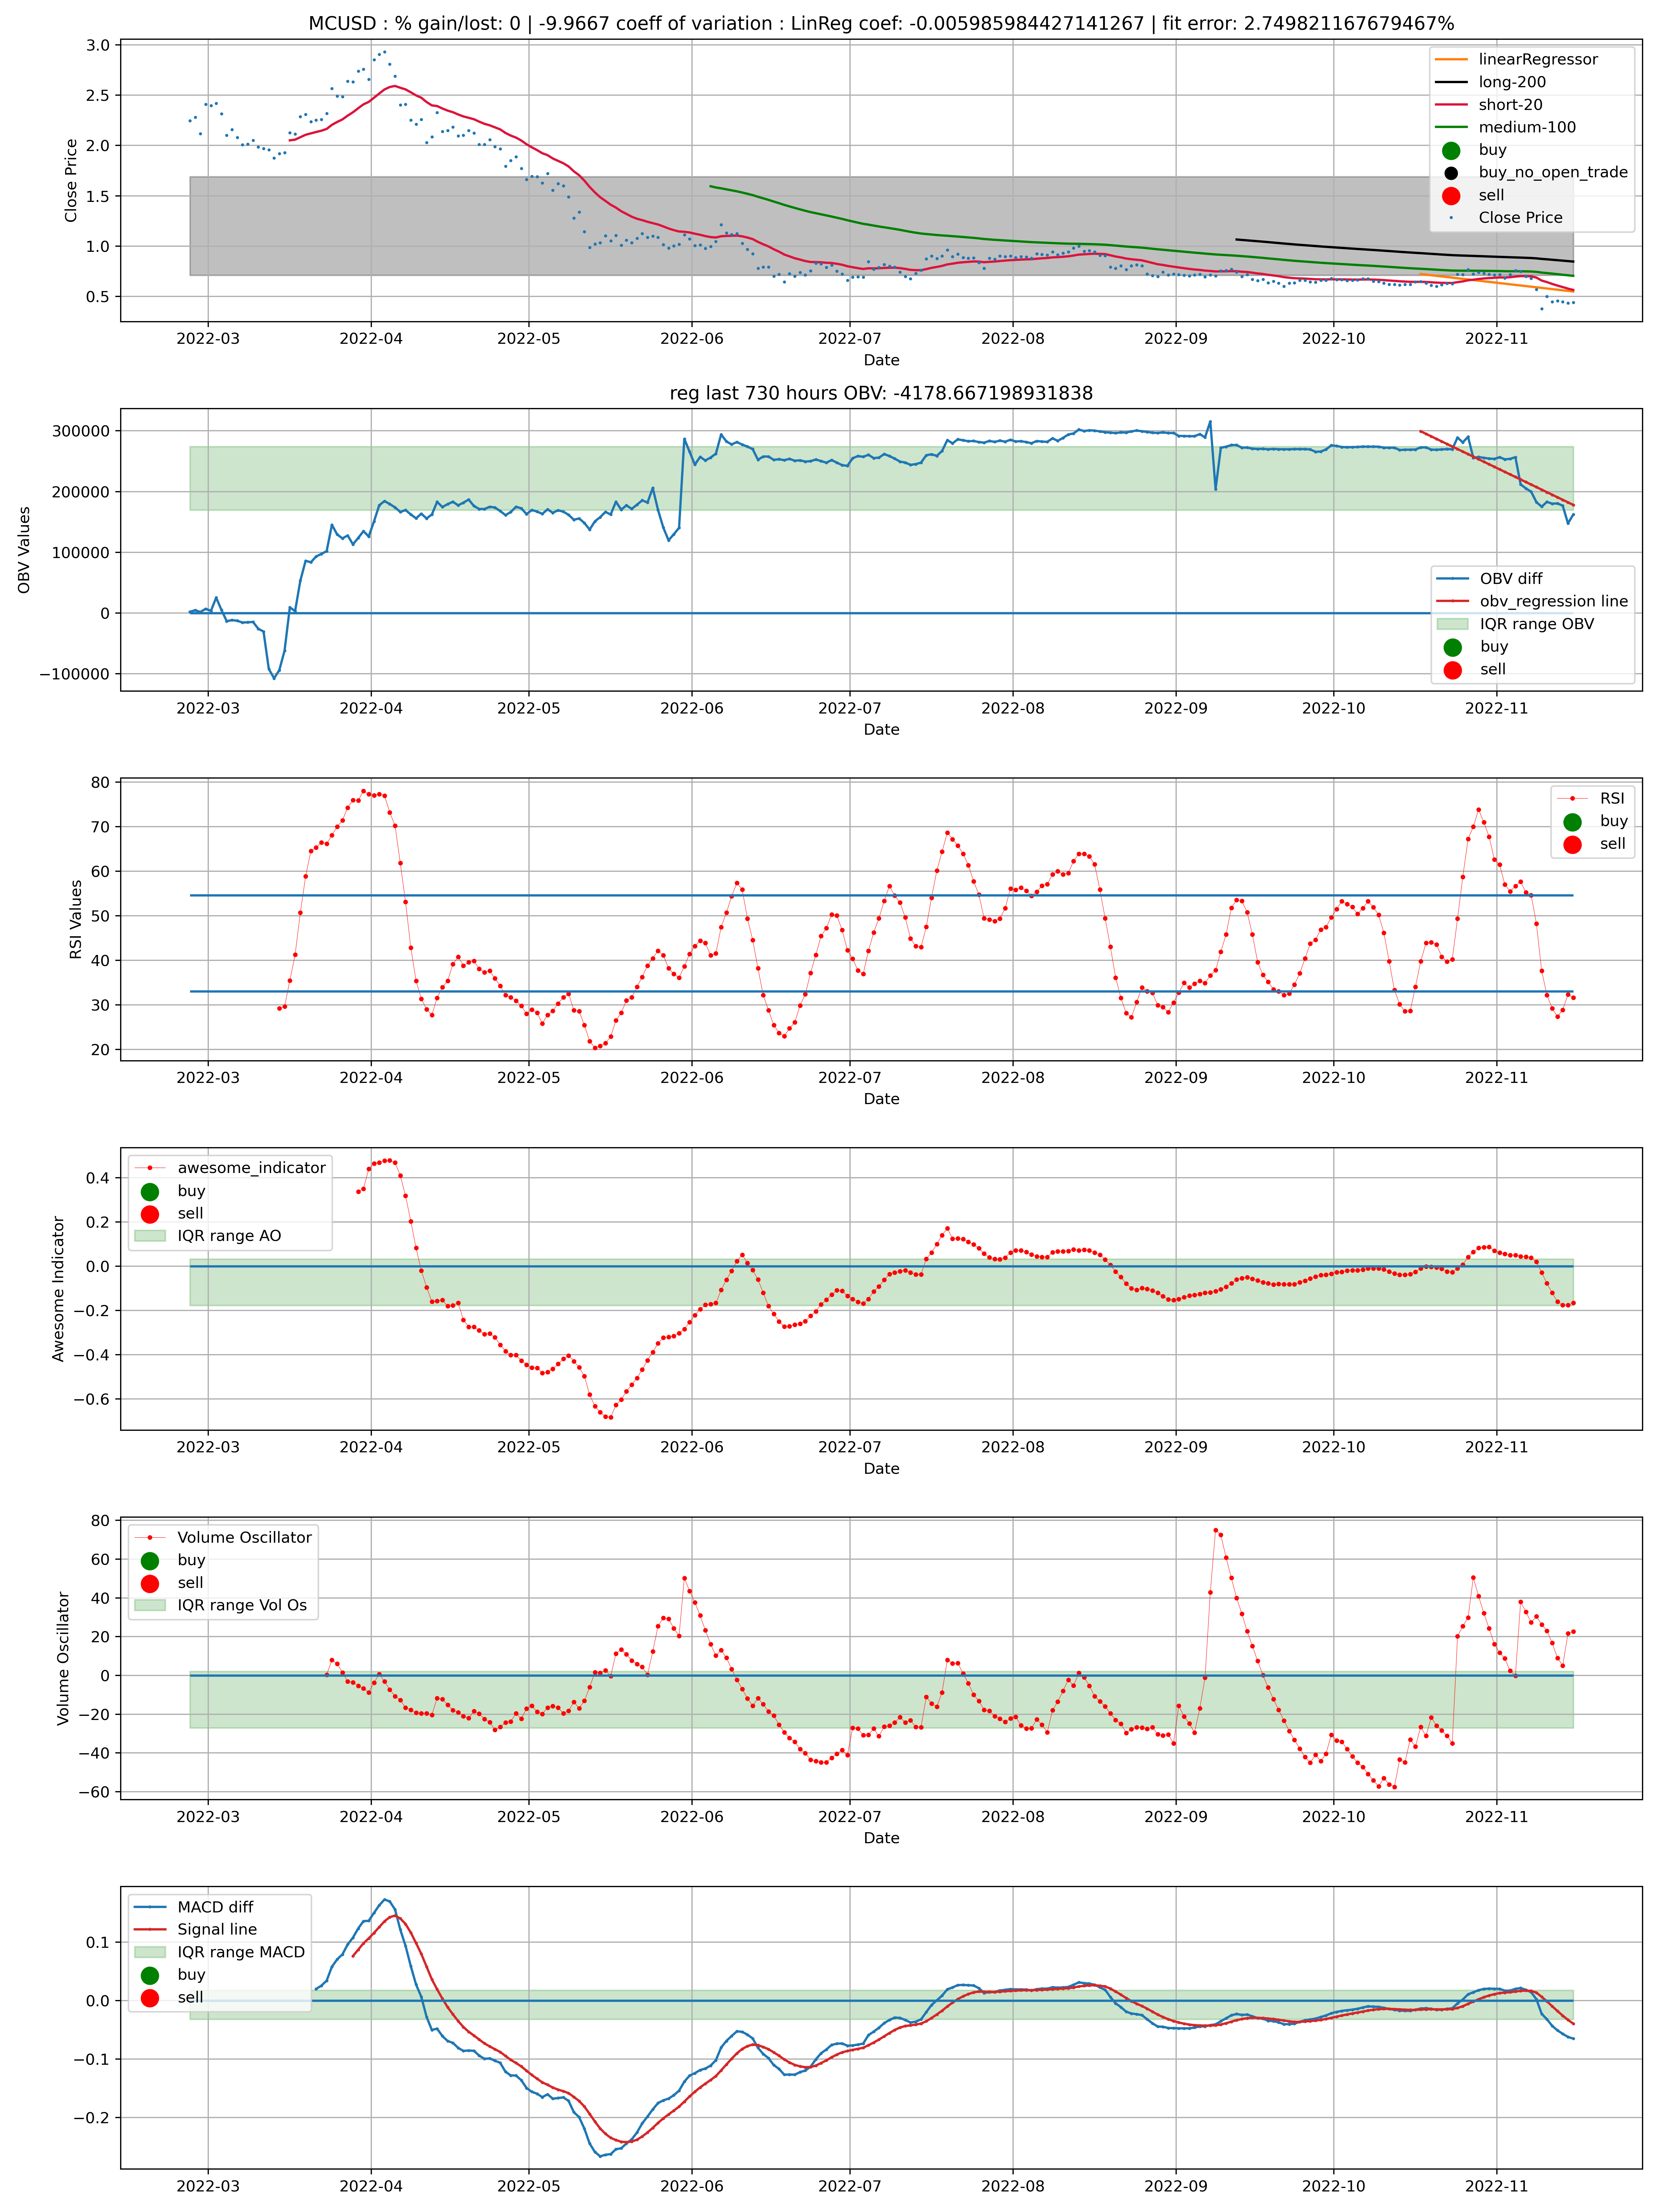 MCUSD : % gain/lost: 0 | -9.9667 coeff of variation : LinReg coef: -0.005985984427141267 | fit error: 2.749821167679467%
3.0
2.5
2.0
1.5
1.0
0.5
Close Price
linearRegressor
long-200
short-20
medium-100
buy
buy_no_open_trade
sell
Close Price
2022-03 2022-04 2022-05 2022-06 2022-07 2022-08 2022-09 2022-10 2022-11
Date
reg last 730 hours OBV: -4178.667198931838
300000
200000
100000
0
−100000
OBV Values
OBV diff
obv_regression line
IQR range OBV
buy
sell
2022-03 2022-04 2022-05 2022-06 2022-07 2022-08 2022-09 2022-10 2022-11
Date
80
70
60
50
40
30
20
RSI Values
RSI
buy
sell
2022-03 2022-04 2022-05 2022-06 2022-07 2022-08 2022-09 2022-10 2022-11
Date
0.4
0.2
0.0
−0.2
−0.4
−0.6
Awesome Indicator
awesome_indicator
buy
sell
IQR range AO
2022-03 2022-04 2022-05 2022-06 2022-07 2022-08 2022-09 2022-10 2022-11
Date
80
60
40
20
0
−20
−40
−60
Volume Oscillator
Volume Oscillator
buy
sell
IQR range Vol Os
2022-03 2022-04 2022-05 2022-06 2022-07 2022-08 2022-09 2022-10 2022-11
Date
0.1
0.0
−0.1
−0.2
MACD diff
Signal line
IQR range MACD
buy
sell
2022-03 2022-04 2022-05 2022-06 2022-07 2022-08 2022-09 2022-10 2022-11